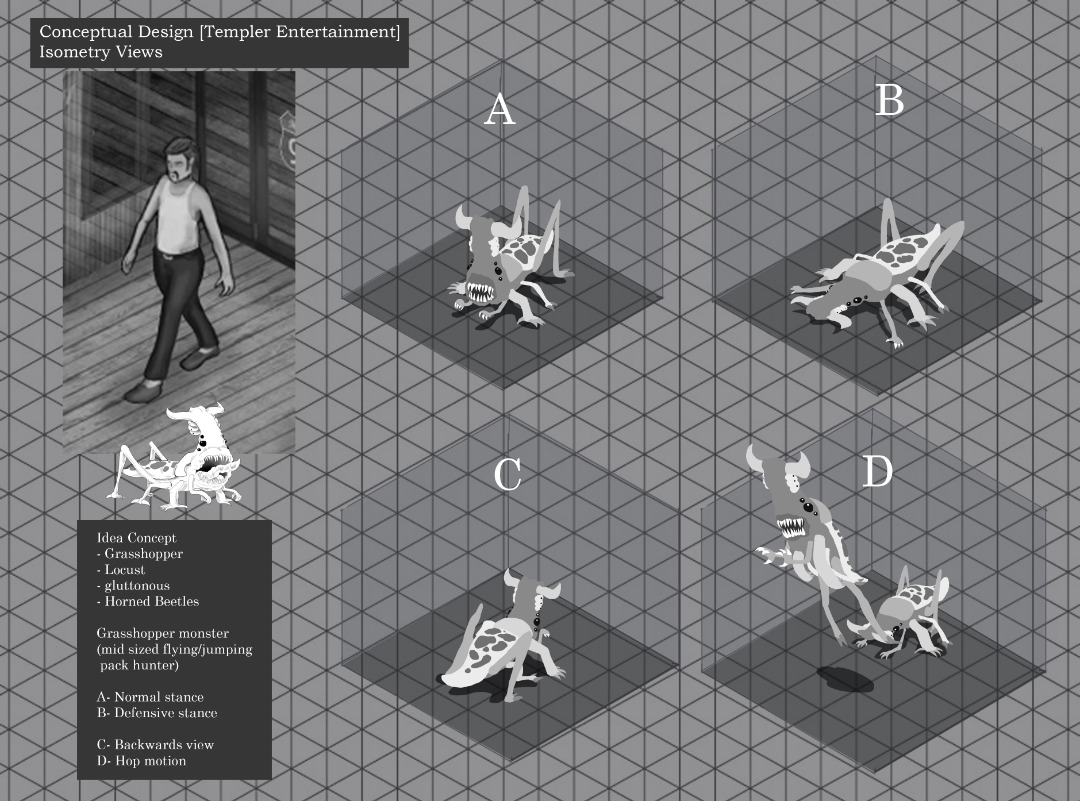 Conceptual Design [Templer Entertainment]
Isometry Views
A
B
C
D
Idea Concept
- Grasshopper
- Locust
- gluttonous
- Horned Beetles
Grasshopper monster
(mid sized flying/jumping
pack hunter)
A- Normal stance
B- Defensive stance
C- Backwards view
D- Hop motion